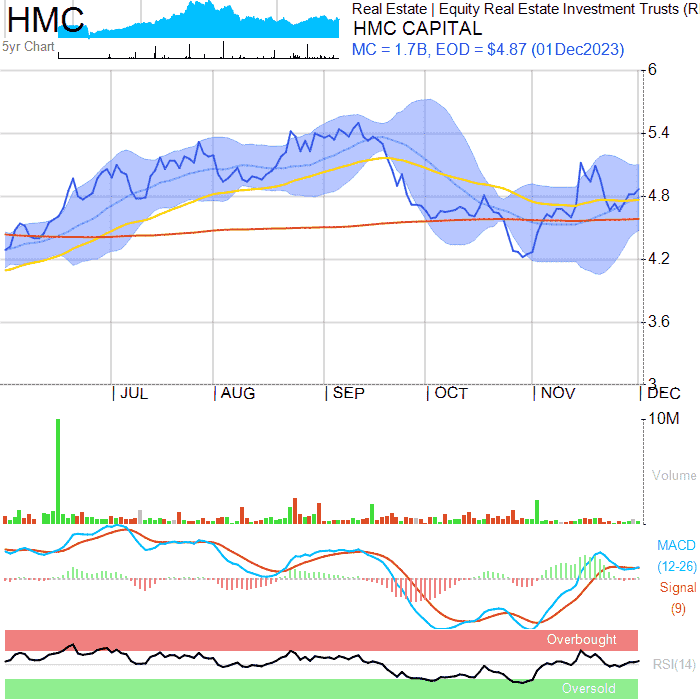 HMC
Real Estate | Equity Real Estate Investment Trusts (R
HMC CAPITAL
5yr Chart
MC = 1.7B, EOD = $4.87 (01Dec2023)
6
5.4
4.8
4.2
3.6
3
JUL AUG SEP OCT NOV DEC
10M
Volume
MACD
(12-26)
Signal
(9)
Overbought
RSI(14)
Oversold